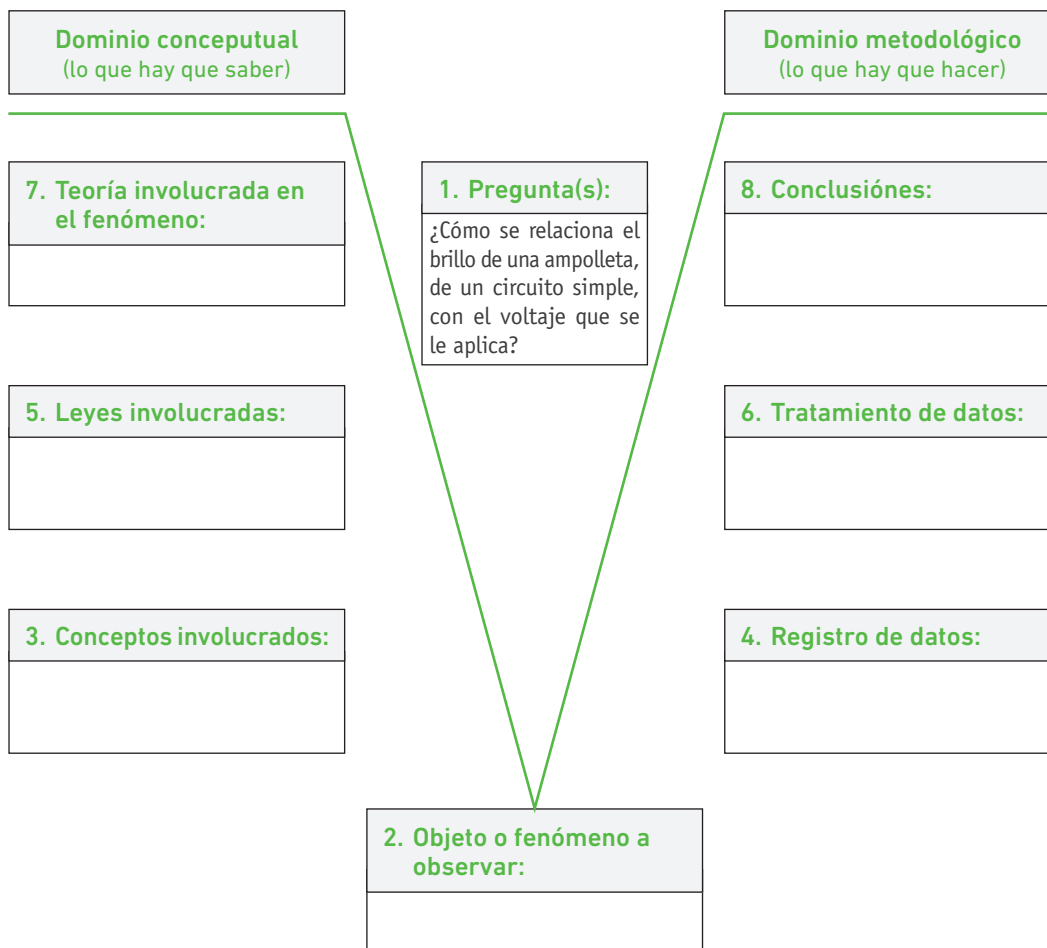 Dominio conceputual
(lo que hay que saber)
Dominio metodológico
(lo que hay que hacer)
7. Teoría involucrada en
el fenómeno:
1. Pregunta(s):
¿Cómo se relaciona el
brillo de una ampolleta,
de un circuito simple,
con el voltaje que se
le aplica?
8. Conclusiónes:
5. Leyes involucradas:
6. Tratamiento de datos:
3. Conceptos involucrados:
4. Registro de datos:
2. Objeto o fenómeno a
observar: